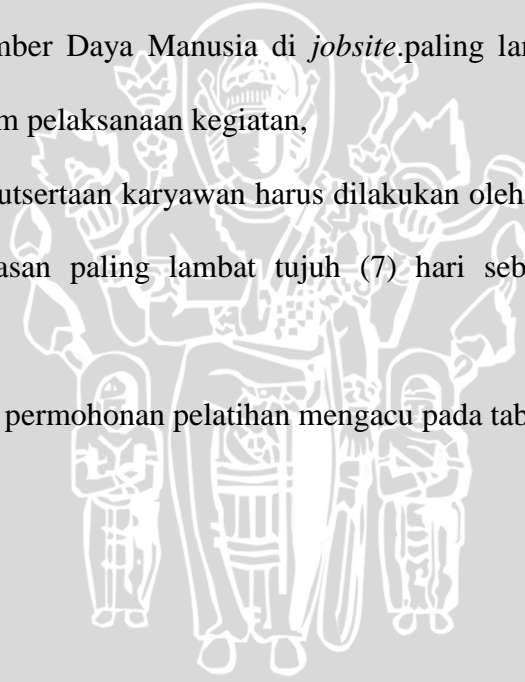 mber Daya Manusia di jobsite.paling lar
m pelaksanaan kegiatan,
utsertaan karyawan harus dilakukan oleh
asan paling lambat tujuh (7) hari seb
permohonan pelatihan mengacu pada tab